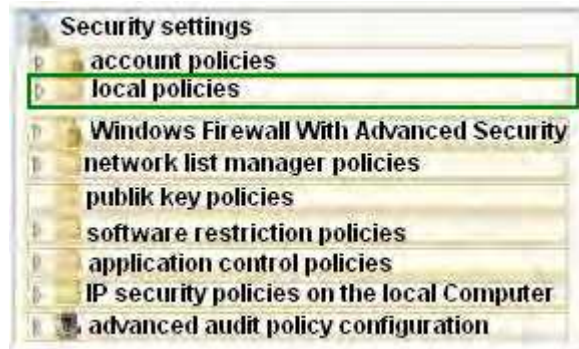 Security settings
account policies
local policies
Windows Firewall With Advanced Security
network list manager policies
publik key policies
software restriction policies
application control policies
IP security policies on the local Computer
advanced audit policy configuration